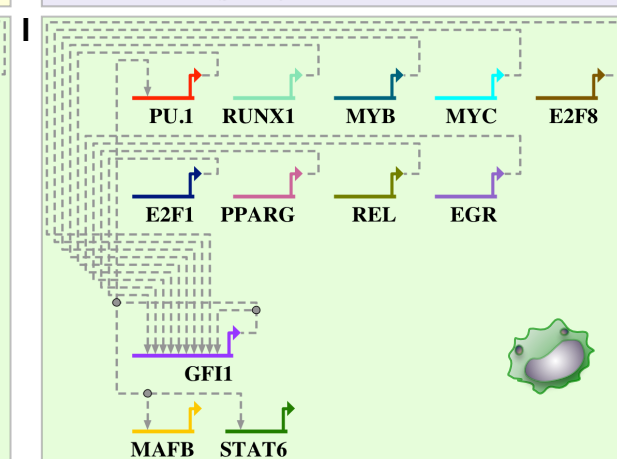 I
PU.1 RUNX1 MYB MYC E2F8
E2F1 PPARG REL EGR
GFI1
MAFB STAT6